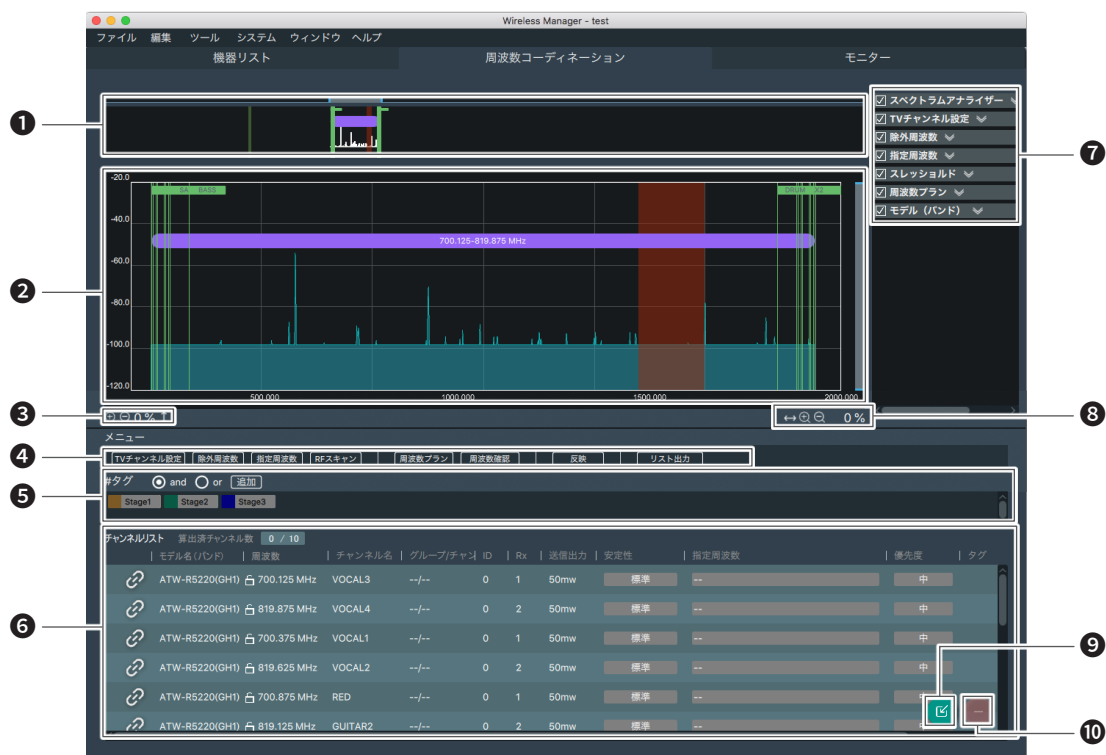 Wireless Manager - test
ファイル 編集 ツール システム ウィンドウ ヘルプ
機器リスト 周波数コーディネーション モニター
❶
スペクトラムアナライザー
TVチャンネル設定
除外周波数
指定周波数
スレッショルド
周波数プラン
モデル（バンド）
❼
❷
-20.0
-40.0
-60.0
-80.0
-100.0
-120.0
SA BASS
DRUM X2
700.125-819.875 MHz
500.000 1000.000 1500.000 2000.000
❸
0 %
0 %
❽
メニュー
❹
TVチャンネル設定 除外周波数 指定周波数 RFスキャン 周波数プラン 周波数確認 反映 リスト出力
❺
#タグ and or 追加
Stage1 Stage2 Stage3
❻
チャンネルリスト 算出済チャンネル数 0 / 10
モデル名(バンド) 周波数 チャンネル名 グループ/チャン ID Rx 送信出力 安定性 指定周波数 優先度 タグ
ATW-R5220(GH1) 700.125 MHz VOCAL3 --/-- 0 1 50mw 標準 -- 中
ATW-R5220(GH1) 819.875 MHz VOCAL4 --/-- 0 2 50mw 標準 -- 中
ATW-R5220(GH1) 700.375 MHz VOCAL1 --/-- 0 1 50mw 標準 -- 中
ATW-R5220(GH1) 819.625 MHz VOCAL2 --/-- 0 2 50mw 標準 -- 中
ATW-R5220(GH1) 700.875 MHz RED --/-- 0 1 50mw 標準 -- 中
ATW-R5220(GH1) 819.125 MHz GUITAR2 --/-- 0 2 50mw 標準 -- 中
❾
❿